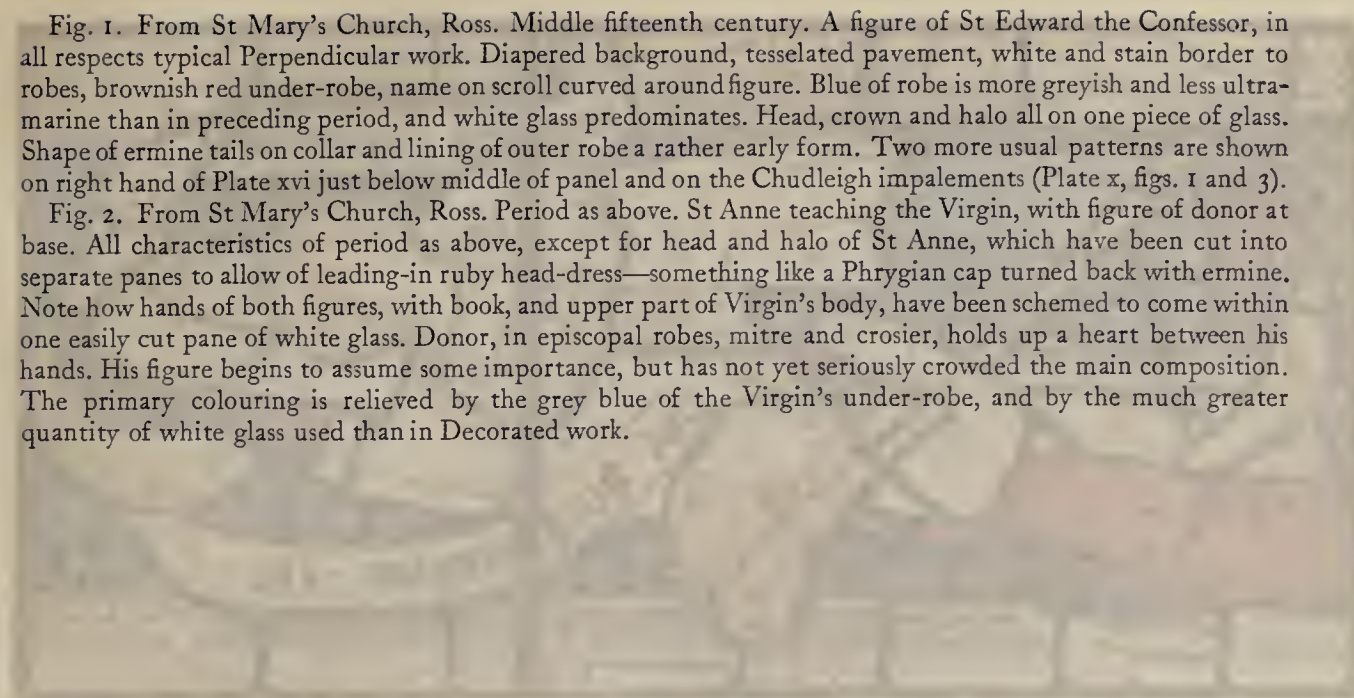 Fig. 1. From St Mary's Church, Ross. Middle fifteenth century. A figure of St Edward the Confessor, in
all respects typical Perpendicular work. Diapered background, tesselated pavement, white and stain border to
robes, brownish red under-robe, name on scroll curved around figure. Blue of robe is more greyish and less ultra-
marine than in preceding period, and white glass predominates. Head, crown and halo all on one piece of glass.
Shape of ermine tails on collar and lining of outer robe a rather early form. Two more usual patterns are shown
on right hand of Plate xvi just below middle of panel and on the Chudleigh impalements (Plate x, figs. 1 and 3).
Fig. 2. From St Mary's Church, Ross. Period as above. St Anne teaching the Virgin, with figure of donor at
base. All characteristics of period as above, except for head and halo of St Anne, which have been cut into
separate panes to allow of leading-in ruby head-dress—something like a Phrygian cap turned back with ermine.
Note how hands of both figures, with book, and upper part of Virgin's body, have been schemed to come within
one easily cut pane of white glass. Donor, in episcopal robes, mitre and crosier, holds up a heart between his
hands. His figure begins to assume some importance, but has not yet seriously crowded the main composition.
The primary colouring is relieved by the grey blue of the Virgin's under-robe, and by the much greater
quantity of white glass used than in Decorated work.